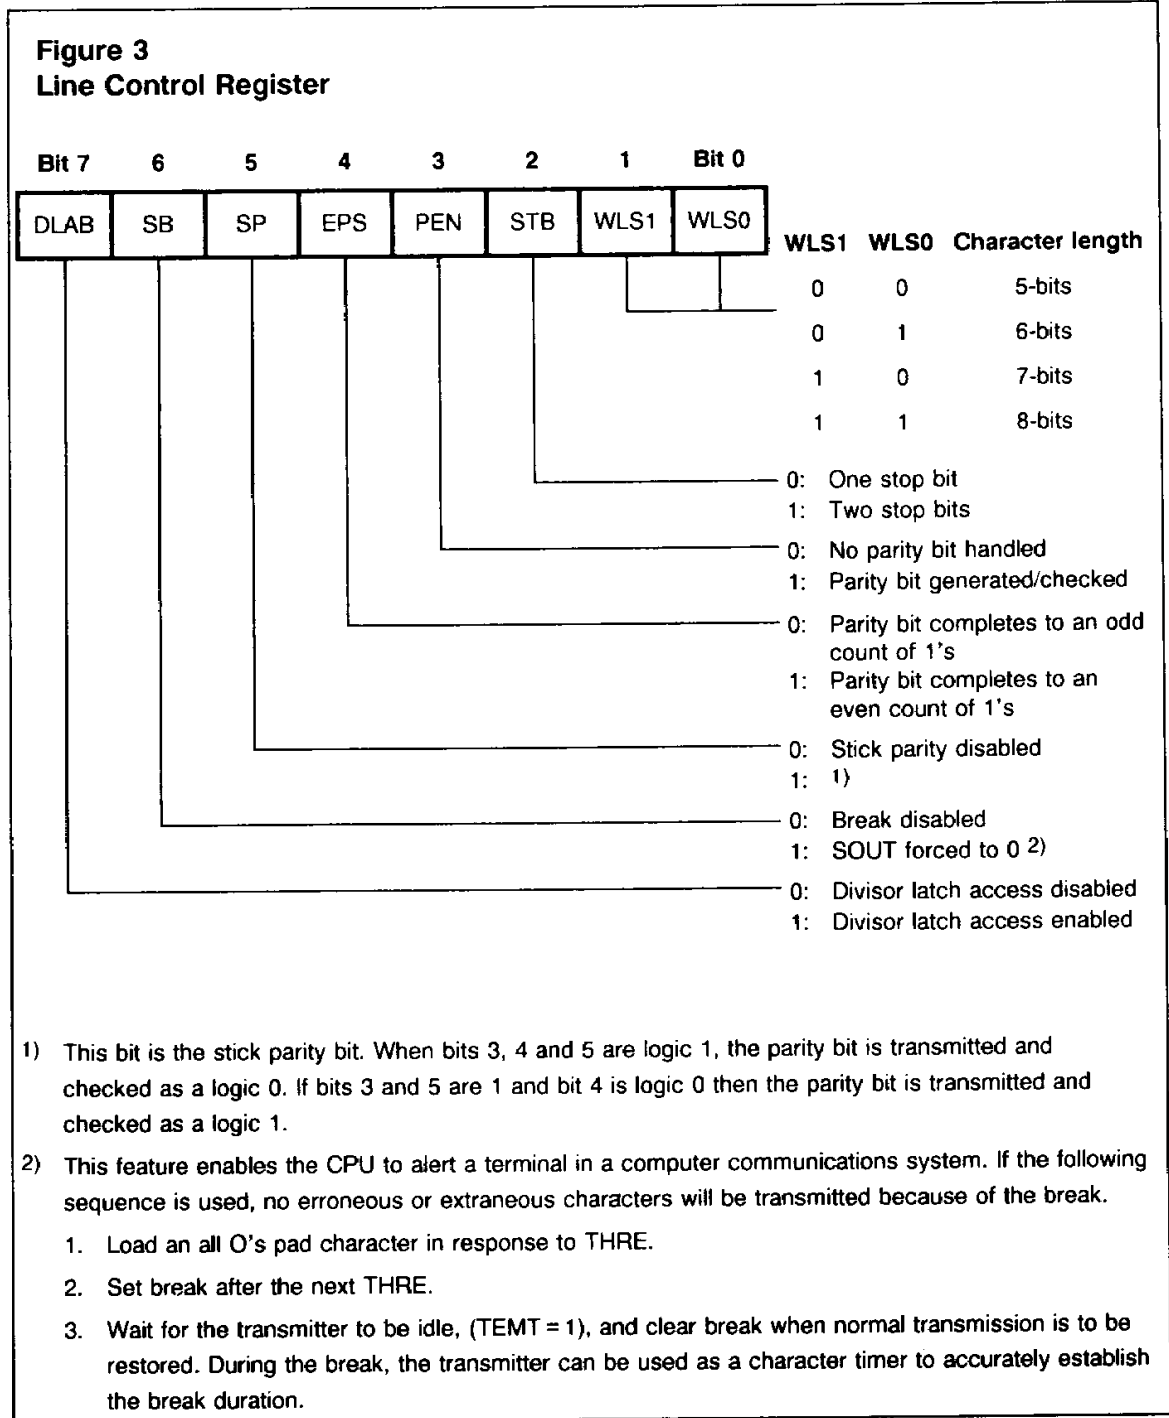 Figure 3
Line Control Register
Bit 7 6 5 4 3 2 1 Bit 0
DLAB SB SP EPS PEN STB WLS1 WLS0
WLS1 WLS0 Character length
0 0 5-bits
0 1 6-bits
1 0 7-bits
1 1 8-bits
0: One stop bit
1: Two stop bits
0: No parity bit handled
1: Parity bit generated/checked
0: Parity bit completes to an odd
count of 1's
1: Parity bit completes to an
even count of 1's
0: Stick parity disabled
1: 1)
0: Break disabled
1: SOUT forced to 0 2)
0: Divisor latch access disabled
1: Divisor latch access enabled
1) This bit is the stick parity bit. When bits 3, 4 and 5 are logic 1, the parity bit is transmitted and
checked as a logic 0. If bits 3 and 5 are 1 and bit 4 is logic 0 then the parity bit is transmitted and
checked as a logic 1.
2) This feature enables the CPU to alert a terminal in a computer communications system. If the following
sequence is used, no erroneous or extraneous characters will be transmitted because of the break.
1. Load an all O's pad character in response to THRE.
2. Set break after the next THRE.
3. Wait for the transmitter to be idle, (TEMT = 1), and clear break when normal transmission is to be
restored. During the break, the transmitter can be used as a character timer to accurately establish
the break duration.